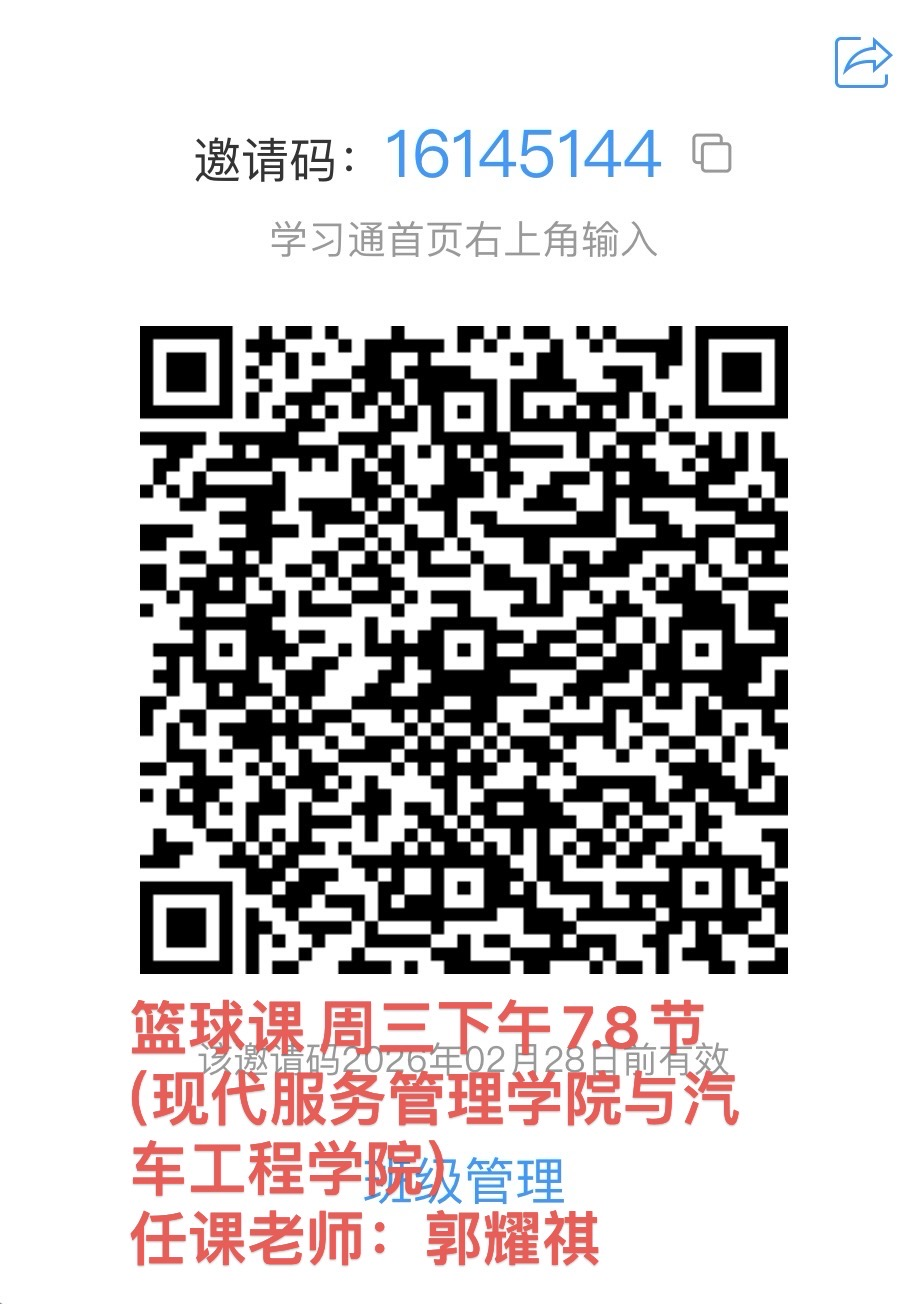 邀请码：16145144
学习通首页右上角输入
篮球课 周三下午7.8节
该邀请码2026年02月28日前有效
(现代服务管理学院与汽
车工程学院)
班级管理
任课老师：郭耀祺